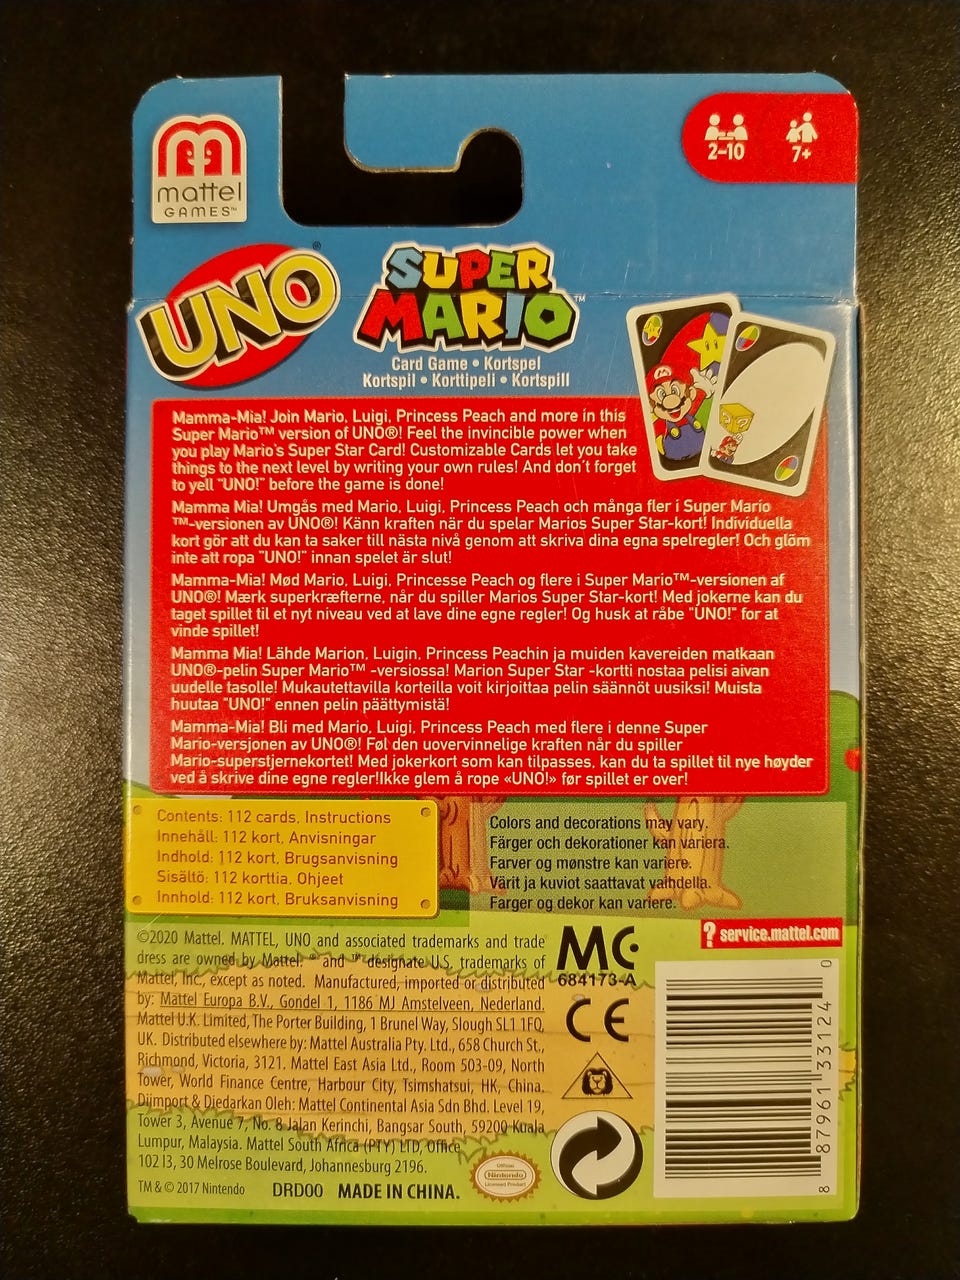 mattel
GAMES™
2-10
7+
UNO®
SUPER
MARIO™
Card Game • Kortspel
Kortspil • Korttipeli • Kortspill
Mamma-Mia! Join Mario, Luigi, Princess Peach and more in this
Super Mario™ version of UNO®! Feel the invincible power when
you play Mario's Super Star Card! Customizable Cards let you take
things to the next level by writing your own rules! And don't forget
to yell "UNO!" before the game is done!
Mamma Mia! Umgås med Mario, Luigi, Princess Peach och många fler i Super Mario
™-versionen av UNO®! Känn kraften när du spelar Marios Super Star-kort! Individuella
kort gör att du kan ta saker till nästa nivå genom att skriva dina egna spelregler! Och glöm
inte att ropa "UNO!" innan spelet är slut!
Mamma-Mia! Mød Mario, Luigi, Princesse Peach og flere i Super Mario™-versionen af
UNO®! Mærk superkræfterne, når du spiller Marios Super Star-kort! Med jokerne kan du
taget spillet til et nyt niveau ved at lave dine egne regler! Og husk at råbe "UNO!" for at
vinde spillet!
Mamma Mia! Lähde Marion, Luigin, Princess Peachin ja muiden kavereiden matkaan
UNO®-pelin Super Mario™ -versiossa! Marion Super Star -kortti nostaa pelisi aivan
uudelle tasolle! Mukautettavilla korteilla voit kirjoittaa pelin säännöt uusiksi! Muista
huutaa "UNO!" ennen pelin päättymistä!
Mamma-Mia! Bli med Mario, Luigi, Princess Peach med flere i denne Super
Mario-versjonen av UNO®! Føl den uovervinnelige kraften når du spiller
Mario-superstjernekortet! Med jokerkort som kan tilpasses, kan du ta spillet til nye høyder
ved å skrive dine egne regler!Ikke glem å rope «UNO!» før spillet er over!
Contents: 112 cards, Instructions
Innehåll: 112 kort, Anvisningar
Indhold: 112 kort, Brugsanvisning
Sisältö: 112 korttia, Ohjeet
Innhold: 112 kort, Bruksanvisning
Colors and decorations may vary.
Färger och dekorationer kan variera.
Farver og mønstre kan variere.
Värit ja kuviot saattavat vaihdella.
Farger og dekor kan variere.
©2020 Mattel. MATTEL, UNO and associated trademarks and trade
dress are owned by Mattel. ® and ™ designate U.S. trademarks of
Mattel, Inc., except as noted. Manufactured, imported or distributed
by: Mattel Europa B.V., Gondel 1, 1186 MJ Amstelveen, Nederland.
Mattel U.K. Limited, The Porter Building, 1 Brunel Way, Slough SL1 1FQ,
UK. Distributed elsewhere by: Mattel Australia Pty. Ltd., 658 Church St.,
Richmond, Victoria, 3121. Mattel East Asia Ltd., Room 503-09, North
Tower, World Finance Centre, Harbour City, Tsimshatsui, HK, China.
Diimport & Diedarkan Oleh: Mattel Continental Asia Sdn Bhd. Level 19,
Tower 3, Avenue 7, No. 8 Jalan Kerinchi, Bangsar South, 59200 Kuala
Lumpur, Malaysia. Mattel South Africa (PTY) LTD, Office
102 I3, 30 Melrose Boulevard, Johannesburg 2196.
TM & © 2017 Nintendo
DRD00 MADE IN CHINA.
Official
Nintendo
Licensed Product
MC
684173-A
CE
? service.mattel.com
8 87961 33124 0